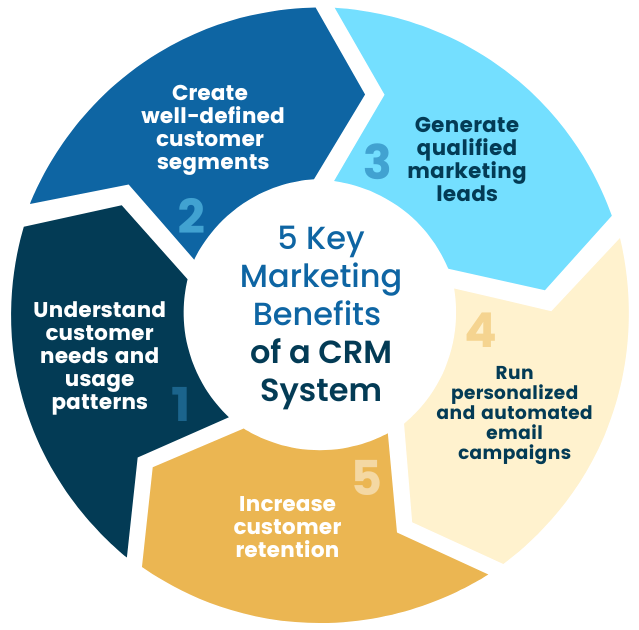 5 Key
Marketing
Benefits
of a CRM
System
1
Understand
customer
needs and
usage
patterns
2
Create
well-defined
customer
segments
3
Generate
qualified
marketing
leads
4
Run
personalized
and automated
email
campaigns
5
Increase
customer
retention